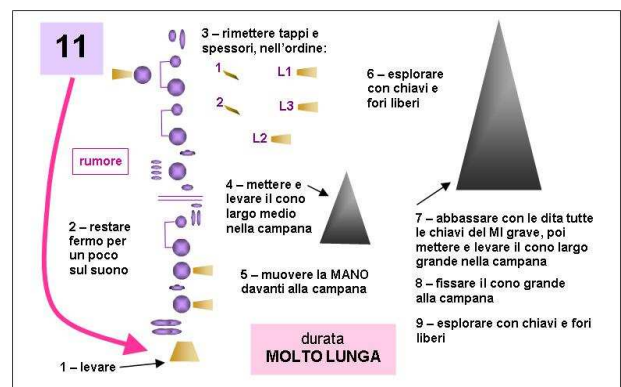 11
3 – rimettere tappi e
spessori, nell'ordine:
1
L1
2
L3
L2
6 – esplorare
con chiavi e
fori liberi
rumore
4 – mettere e
levare il cono
largo medio
nella campana
2 – restare
fermo per
un poco
sul suono
5 – muovere la MANO
davanti alla campana
7 – abbassare con le dita tutte
le chiavi del MI grave, poi
mettere e levare il cono largo
grande nella campana
8 – fissare il cono grande
alla campana
9 – esplorare con chiavi e fori
liberi
durata
MOLTO LUNGA
1 – levare